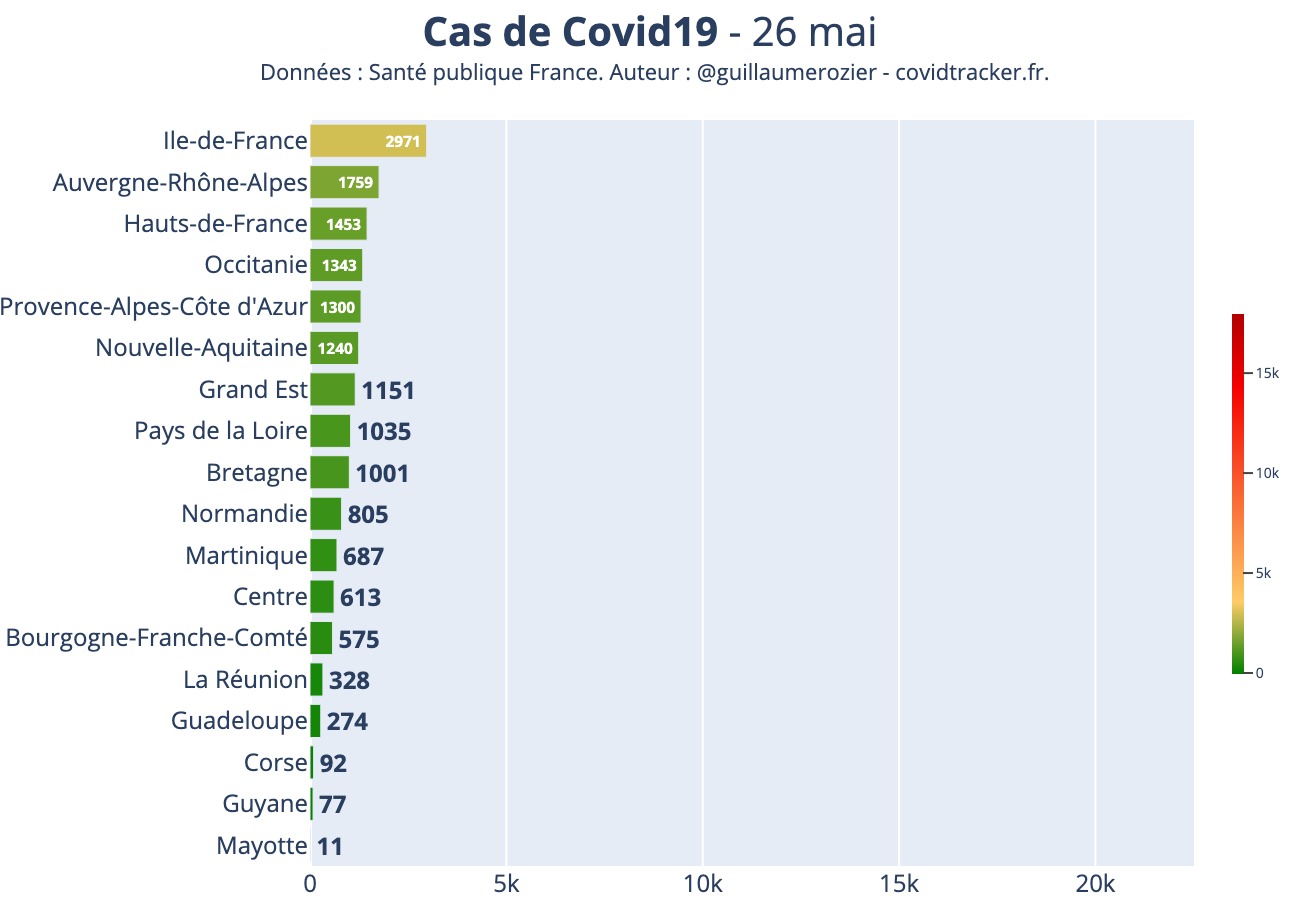 Cas de Covid19 - 26 mai
Données : Santé publique France. Auteur : @guillaumerozier - covidtracker.fr.
Ile-de-France 2971
Auvergne-Rhône-Alpes 1759
Hauts-de-France 1453
Occitanie 1343
Provence-Alpes-Côte d'Azur 1300
Nouvelle-Aquitaine 1240
Grand Est 1151
Pays de la Loire 1035
Bretagne 1001
Normandie 805
Martinique 687
Centre 613
Bourgogne-Franche-Comté 575
La Réunion 328
Guadeloupe 274
Corse 92
Guyane 77
Mayotte 11
0 5k 10k 15k 20k
15k
10k
5k
0